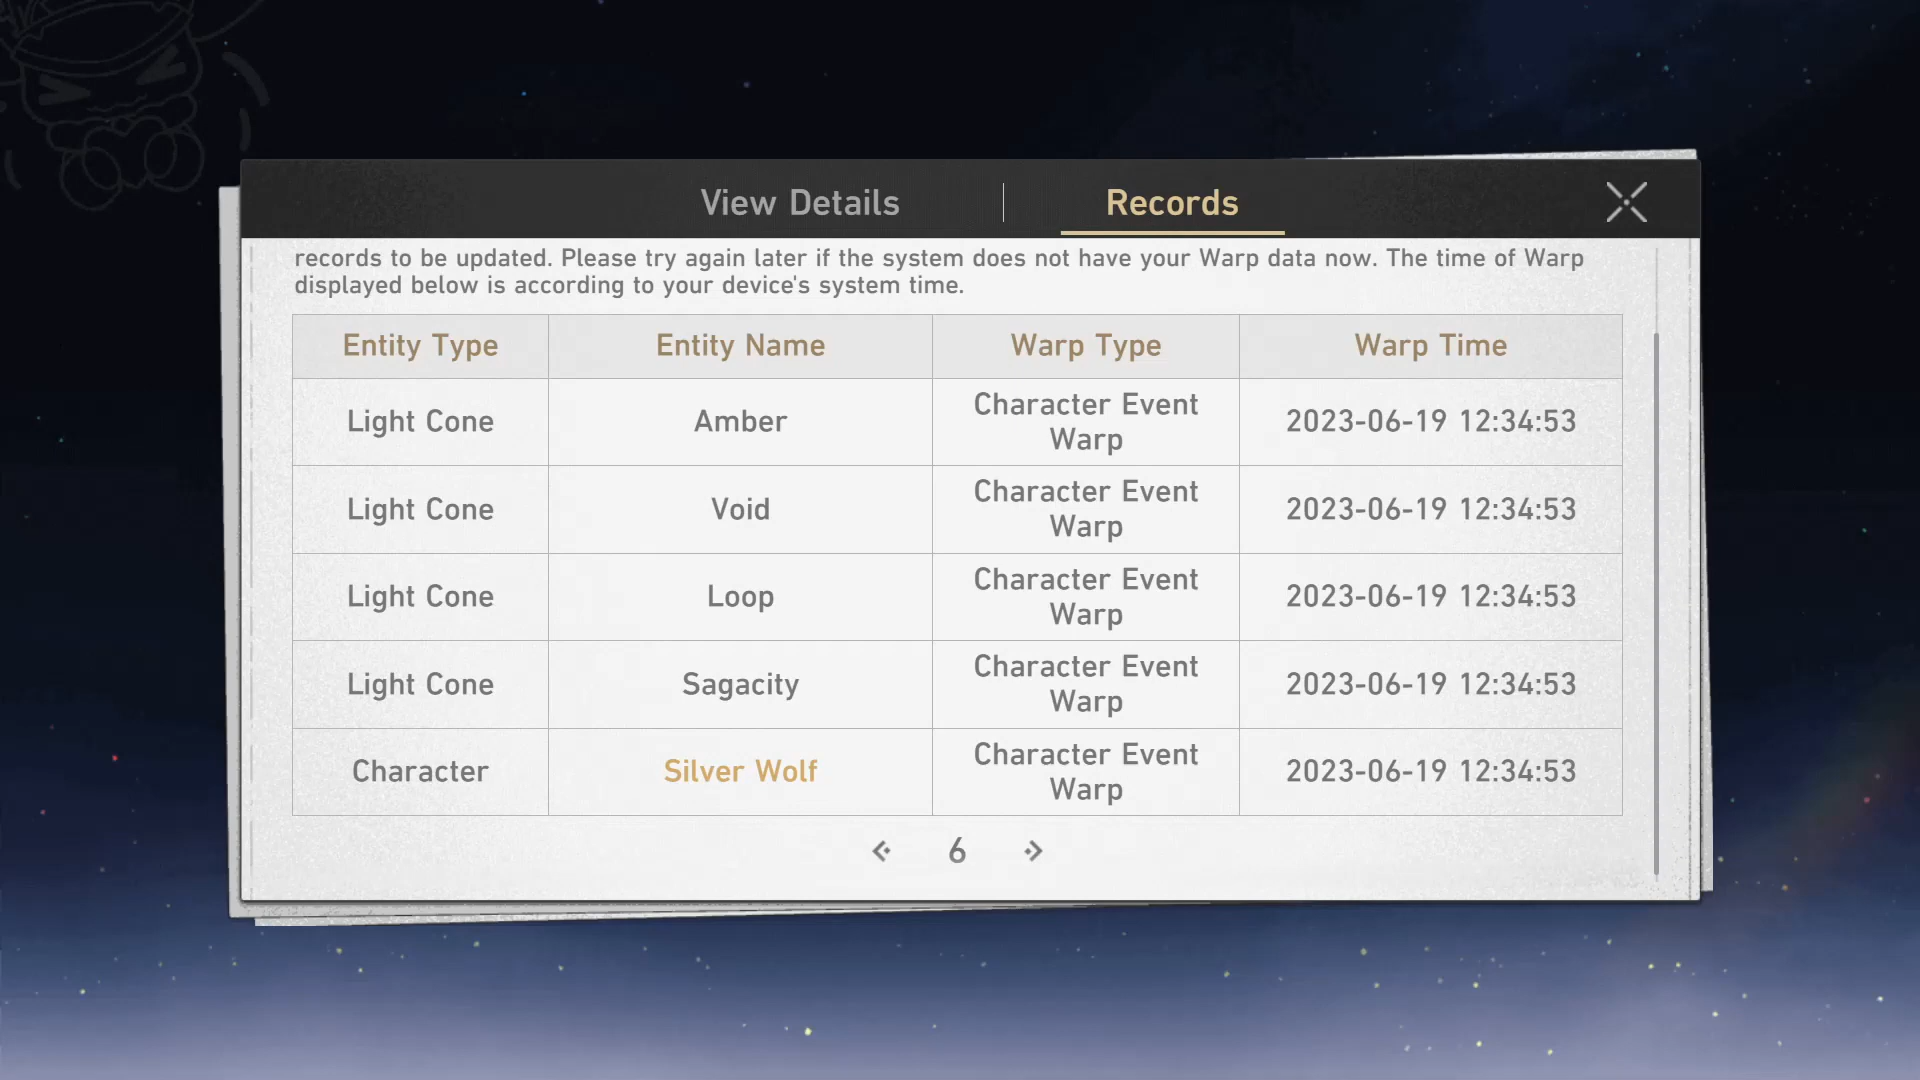 View Details
Records
records to be updated. Please try again later if the system does not have your Warp data now. The time of Warp
displayed below is according to your device's system time.
Entity Type Entity Name Warp Type Warp Time
Light Cone Amber Character Event Warp 2023-06-19 12:34:53
Light Cone Void Character Event Warp 2023-06-19 12:34:53
Light Cone Loop Character Event Warp 2023-06-19 12:34:53
Light Cone Sagacity Character Event Warp 2023-06-19 12:34:53
Character Silver Wolf Character Event Warp 2023-06-19 12:34:53
6